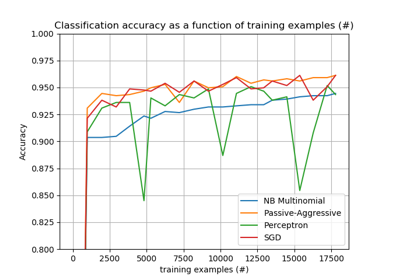 Classification accuracy as a function of training examples (#)
1.000
0.975
0.950
0.925
0.900
0.875
0.850
0.825
0.800
Accuracy
NB Multinomial
Passive-Aggressive
Perceptron
SGD
0 2500 5000 7500 10000 12500 15000 17500
training examples (#)